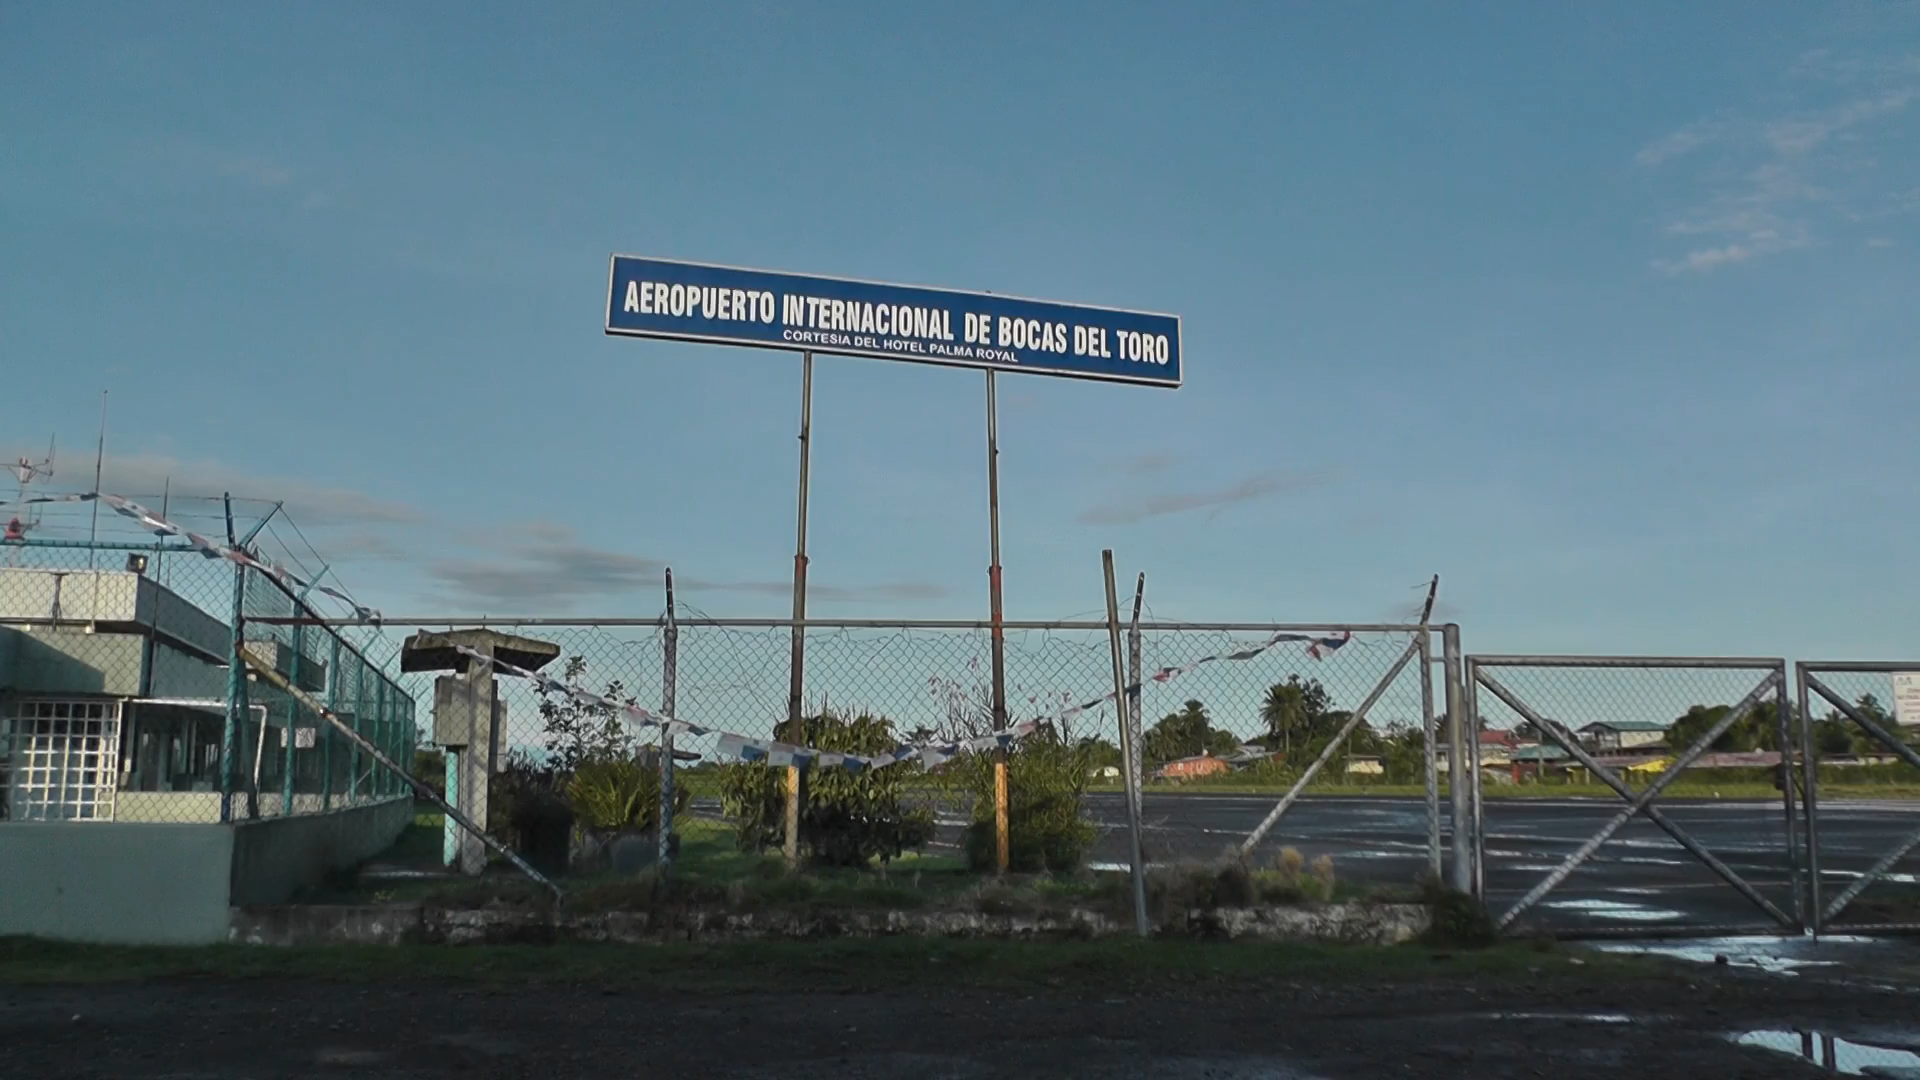 AEROPUERTO INTERNACIONAL DE BOCAS DEL TORO
CORTESIA DEL HOTEL PALMA ROYAL